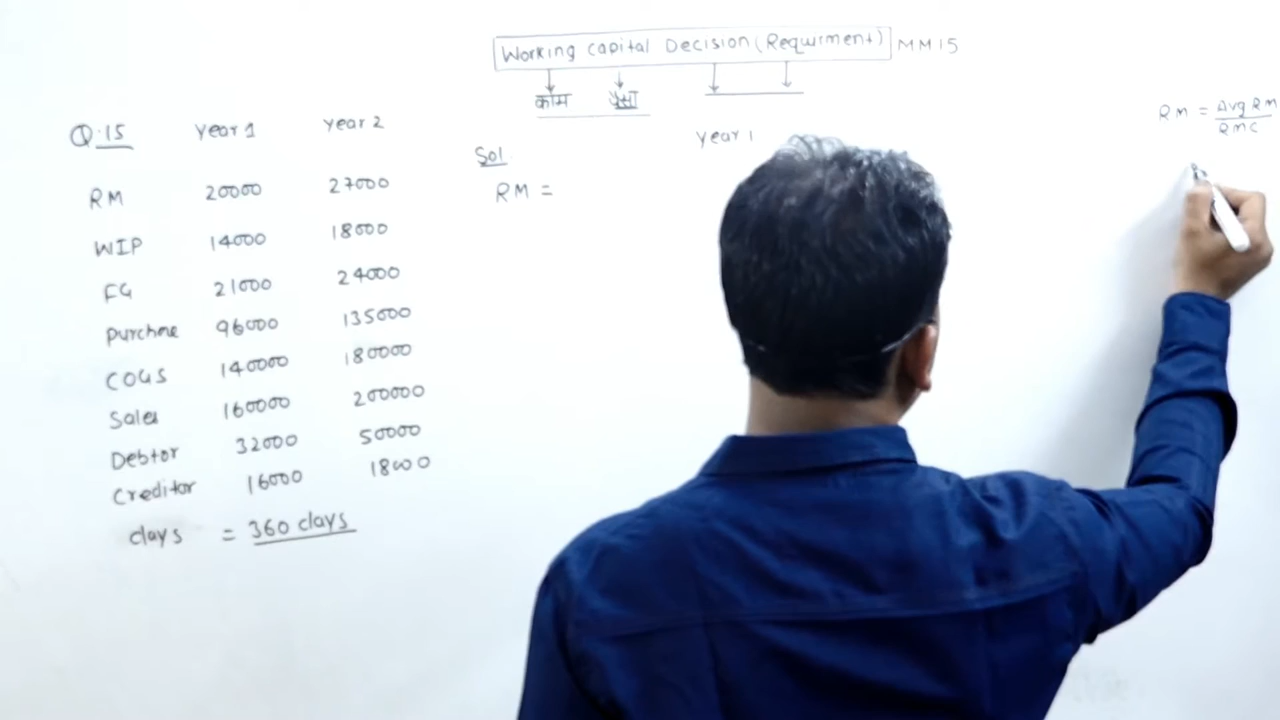 Working Capital Decision (Requirment) MM15
काम पैसा
Q.15 Year 1 Year 2
RM 20000 27000
WIP 14000 18000
FG 21000 24000
purchase 96000 135000
COGS 140000 180000
Sales 160000 200000
Debtor 32000 50000
Creditor 16000 18000
days = 360 days
Sol Year 1
RM =
RM = Avg RM
RMC